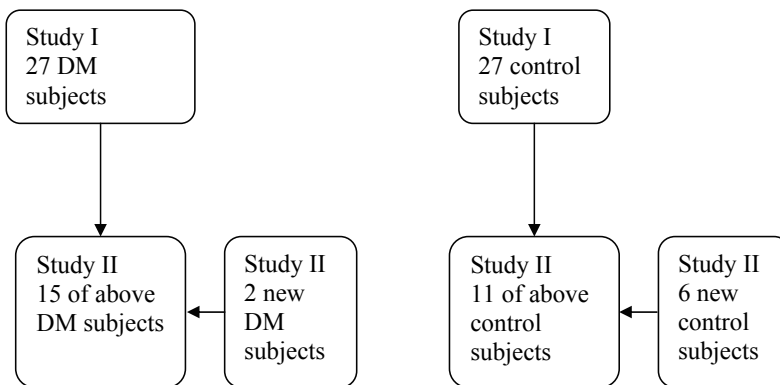 Study I
27 DM
subjects
Study I
27 control
subjects
Study II
15 of above
DM subjects
Study II
2 new
DM
subjects
Study II
11 of above
control
subjects
Study II
6 new
control
subjects